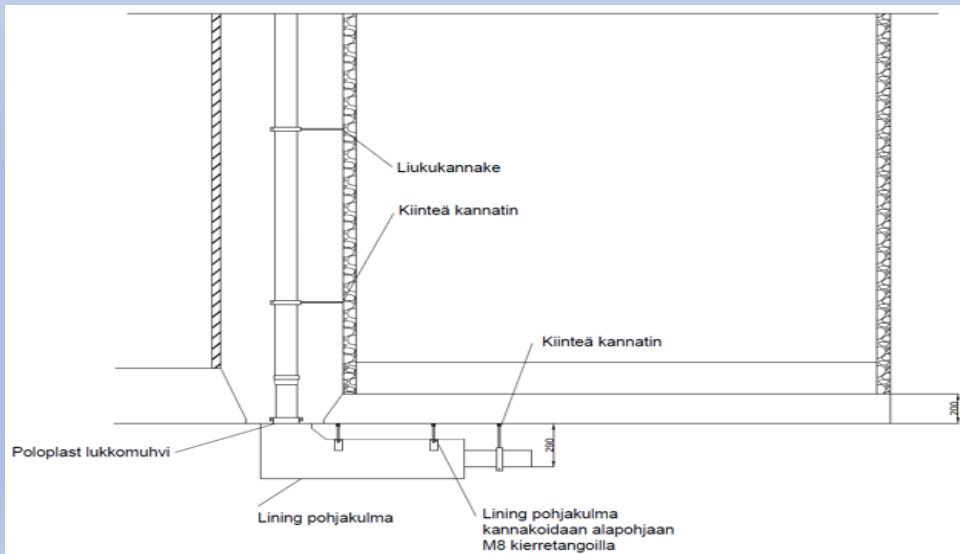 Liukukannake
Kiinteä kannatin
Kiinteä kannatin
200
290
Poloplast lukkomuhvi
Lining pohjakulma
Lining pohjakulma
kannakoidaan alapohjaan
M8 kierretangoilla